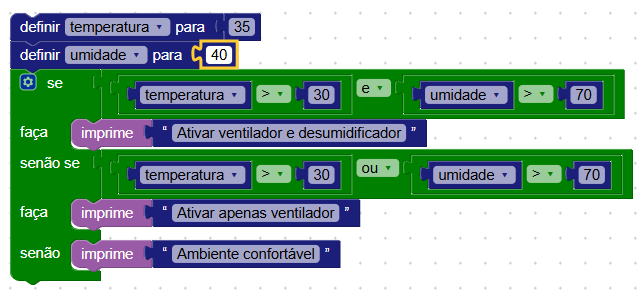 definir temperatura para 35
definir umidade para 40
se temperatura > 30 e umidade > 70
faça imprime “ Ativar ventilador e desumidificador ”
senão se temperatura > 30 ou umidade > 70
faça imprime “ Ativar apenas ventilador ”
senão imprime “ Ambiente confortável ”